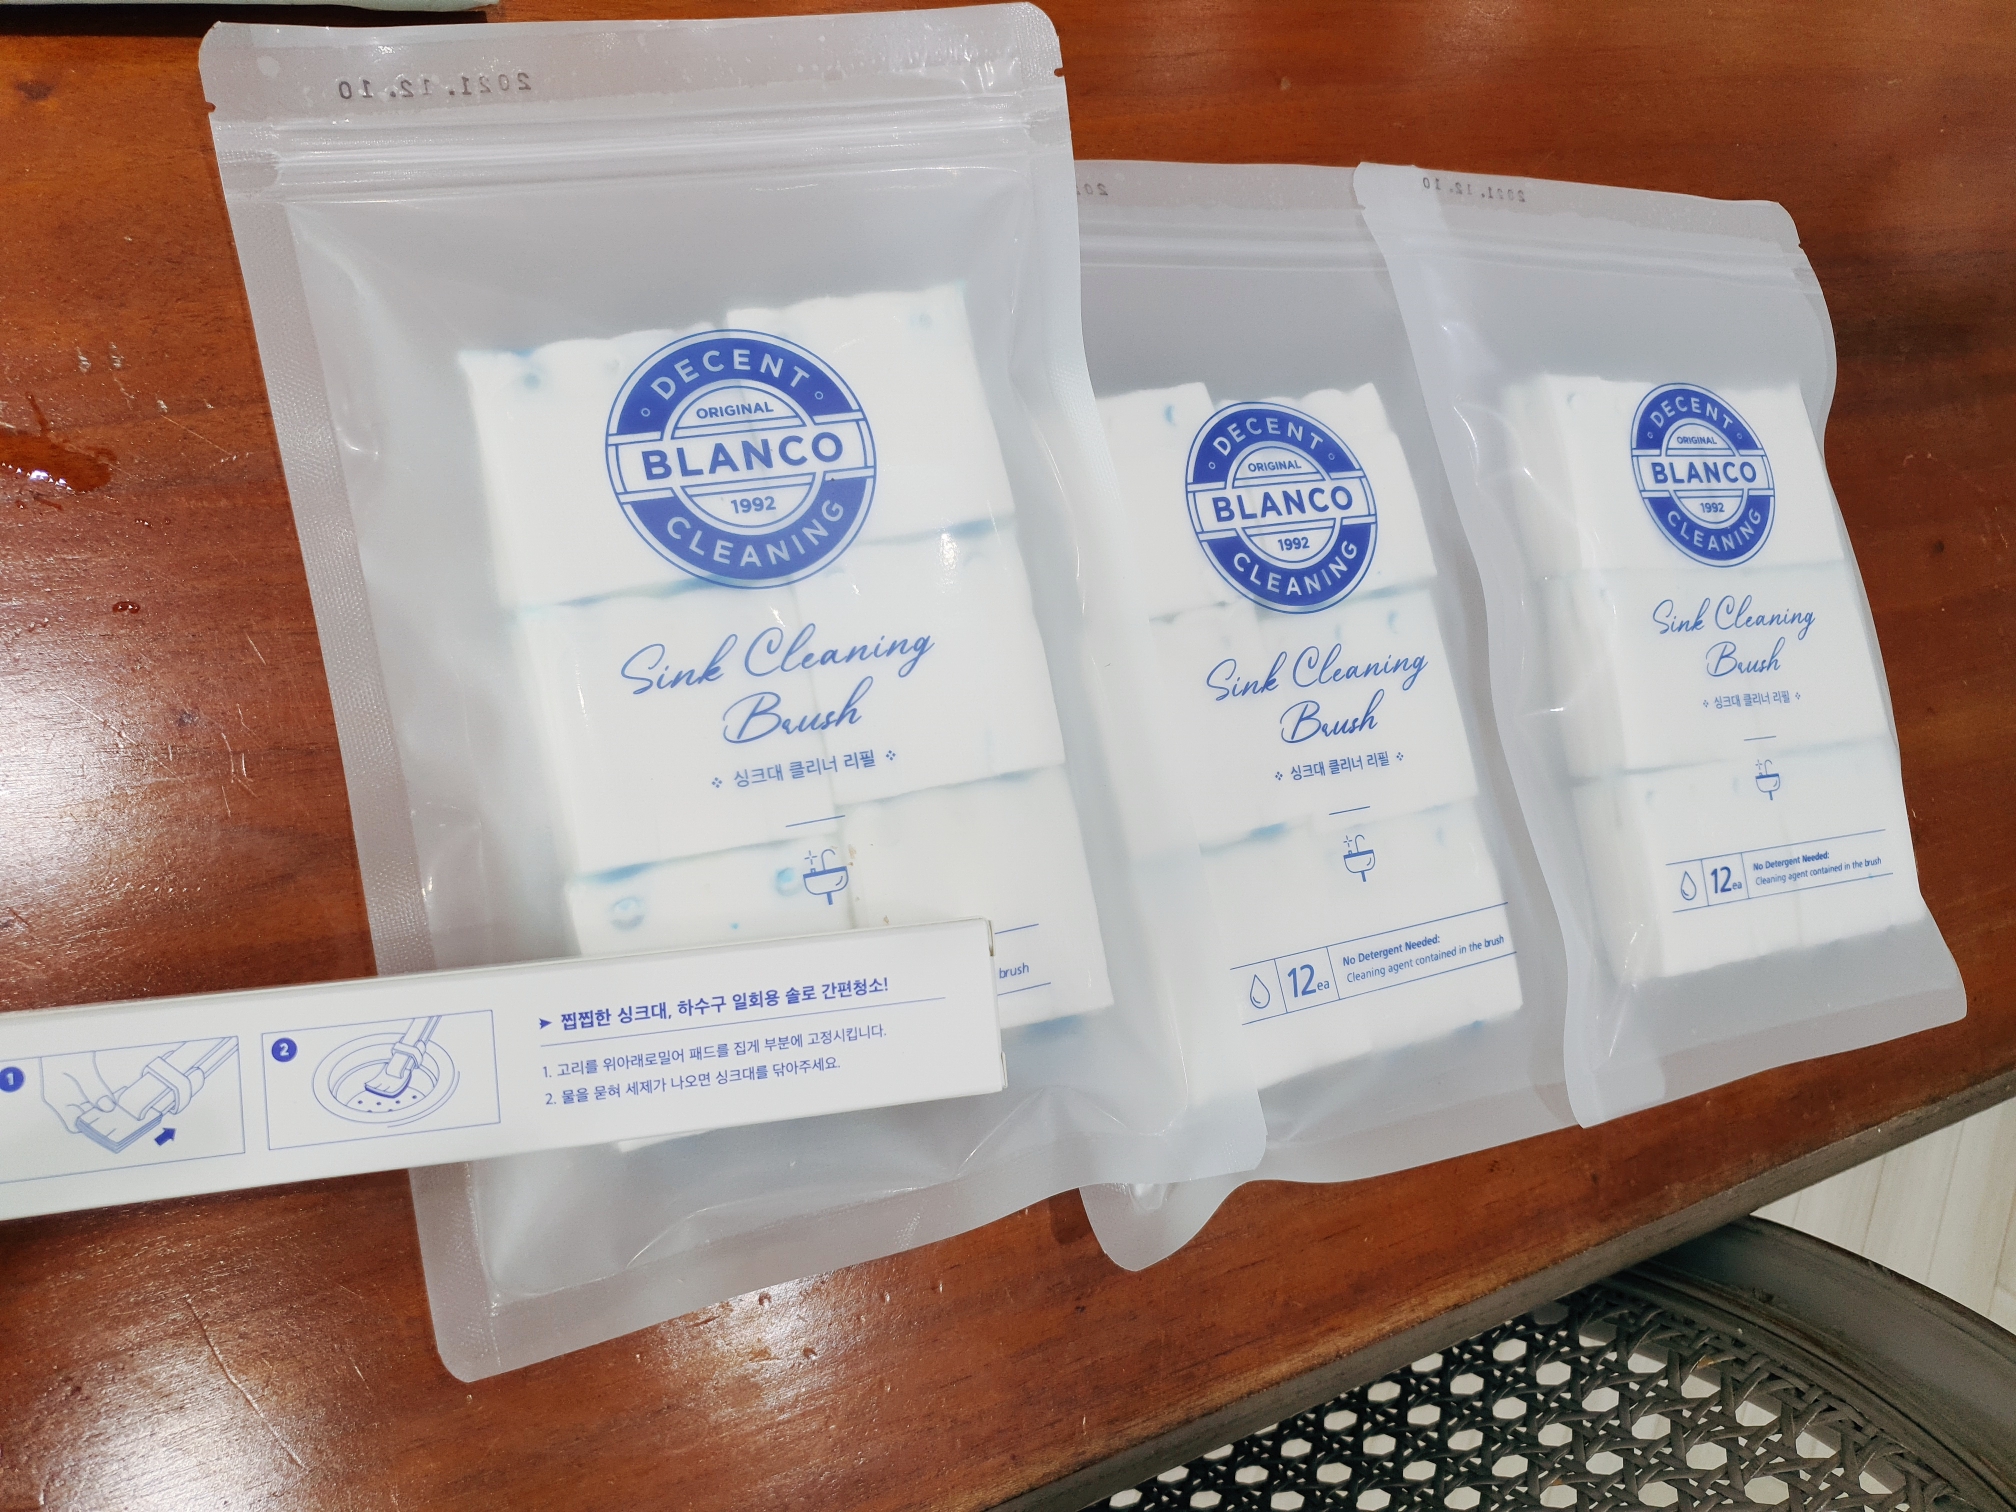 2021.12.10
DECENT
ORIGINAL
BLANCO
1992
CLEANING
Sink Cleaning
Brush
싱크대 클리너 리필
brush
➤ 찝찝한 싱크대, 하수구 일회용 솔로 간편청소!
1. 고리를 위아래로밀어 패드를 집게 부분에 고정시킵니다.
2. 물을 묻혀 세제가 나오면 싱크대를 닦아주세요.
1
2
DECENT
ORIGINAL
BLANCO
1992
CLEANING
Sink Cleaning
Brush
싱크대 클리너 리필
12ea
No Detergent Needed:
Cleaning agent contained in the brush
2021.12.10
DECENT
ORIGINAL
BLANCO
1992
CLEANING
Sink Cleaning
Brush
싱크대 클리너 리필
12ea
No Detergent Needed:
Cleaning agent contained in the brush